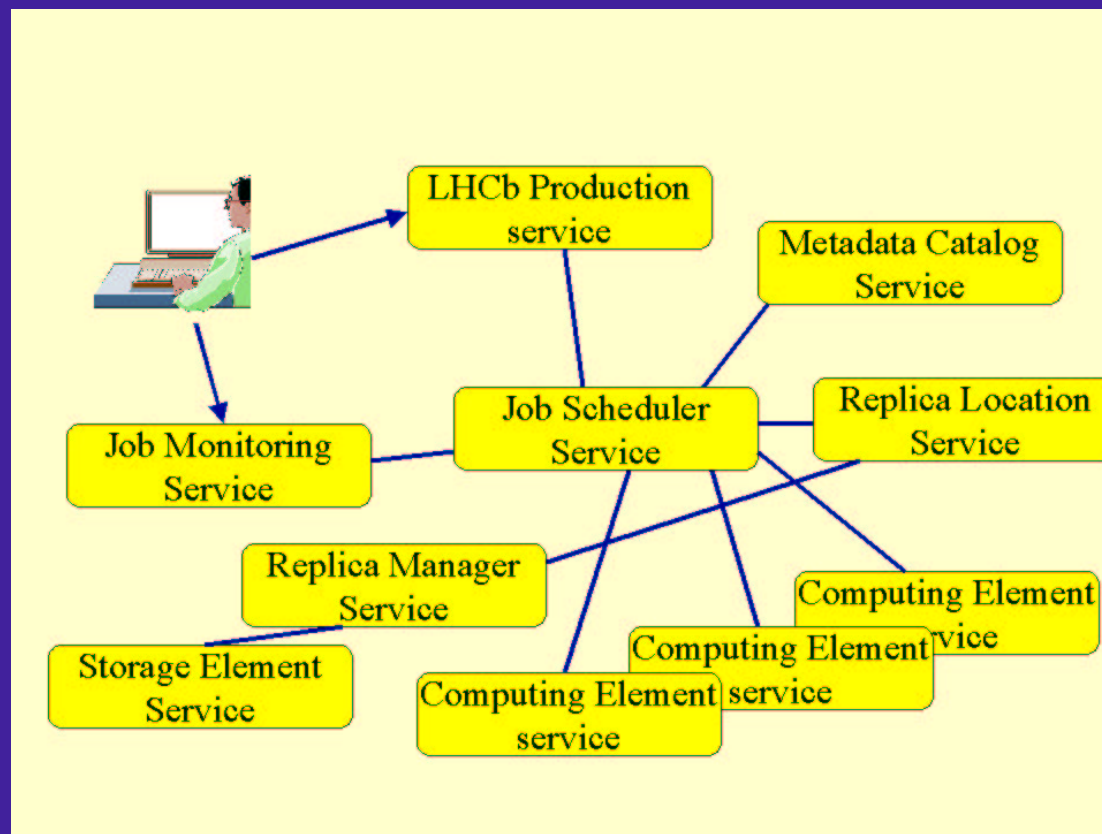 LHCb Production
service
Metadata Catalog
Service
Job Scheduler
Service
Replica Location
Service
Job Monitoring
Service
Replica Manager
Service
Computing Element
service
Computing Element
service
Storage Element
Service
Computing Element
service